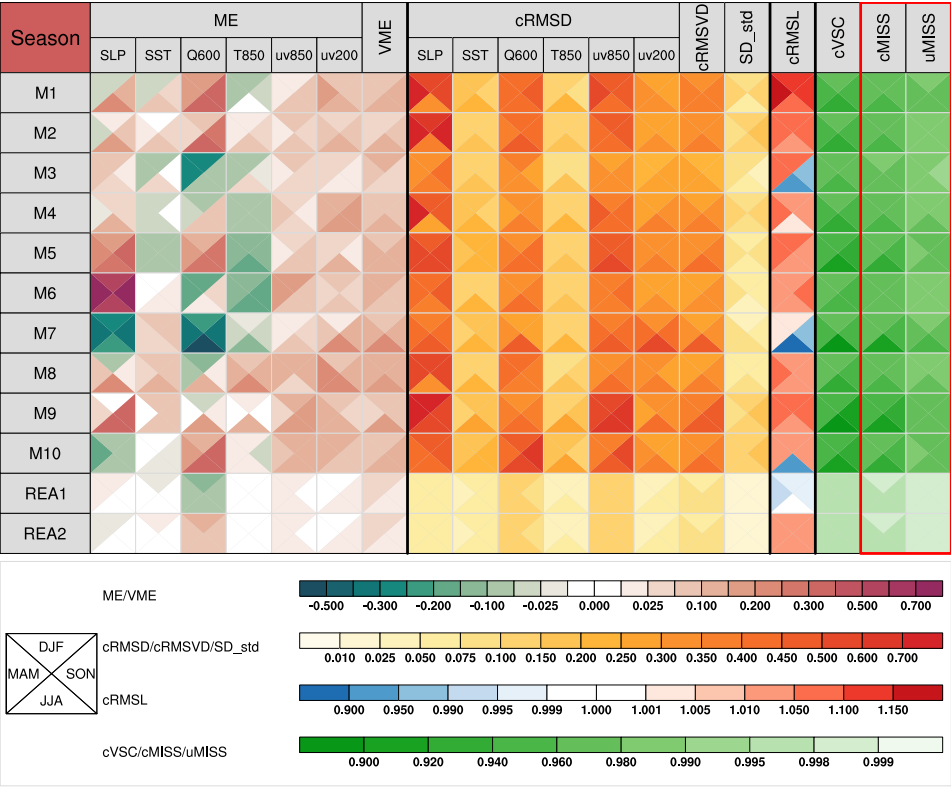 Season ME VME cRMSD cRMSVD SD_std cRMSL cVSC cMISS uMISS
SLP SST Q600 T850 uv850 uv200 SLP SST Q600 T850 uv850 uv200
M1
M2
M3
M4
M5
M6
M7
M8
M9
M10
REA1
REA2
ME/VME
-0.500 -0.300 -0.200 -0.100 -0.025 0.000 0.025 0.100 0.200 0.300 0.500 0.700
DJF
MAM SON
JJA
cRMSD/cRMSVD/SD_std
0.010 0.025 0.050 0.075 0.100 0.150 0.200 0.250 0.300 0.350 0.400 0.450 0.500 0.600 0.700
cRMSL
0.900 0.950 0.990 0.995 0.999 1.000 1.001 1.005 1.010 1.050 1.100 1.150
cVSC/cMISS/uMISS
0.900 0.920 0.940 0.960 0.980 0.990 0.995 0.998 0.999